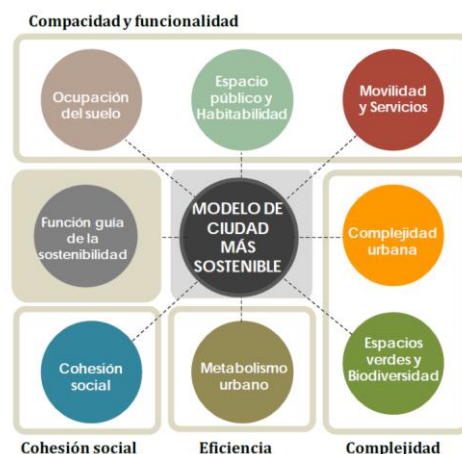 Compacidad y funcionalidad
Ocupación
del suelo
Espacio
público y
Habitabilidad
Movilidad
y Servicios
Función guía
de la
sostenibilidad
MODELO DE
CIUDAD
MÁS
SOSTENIBLE
Complejidad
urbana
Cohesión
social
Metabolismo
urbano
Espacios
verdes y
Biodiversidad
Cohesión social
Eficiencia
Complejidad